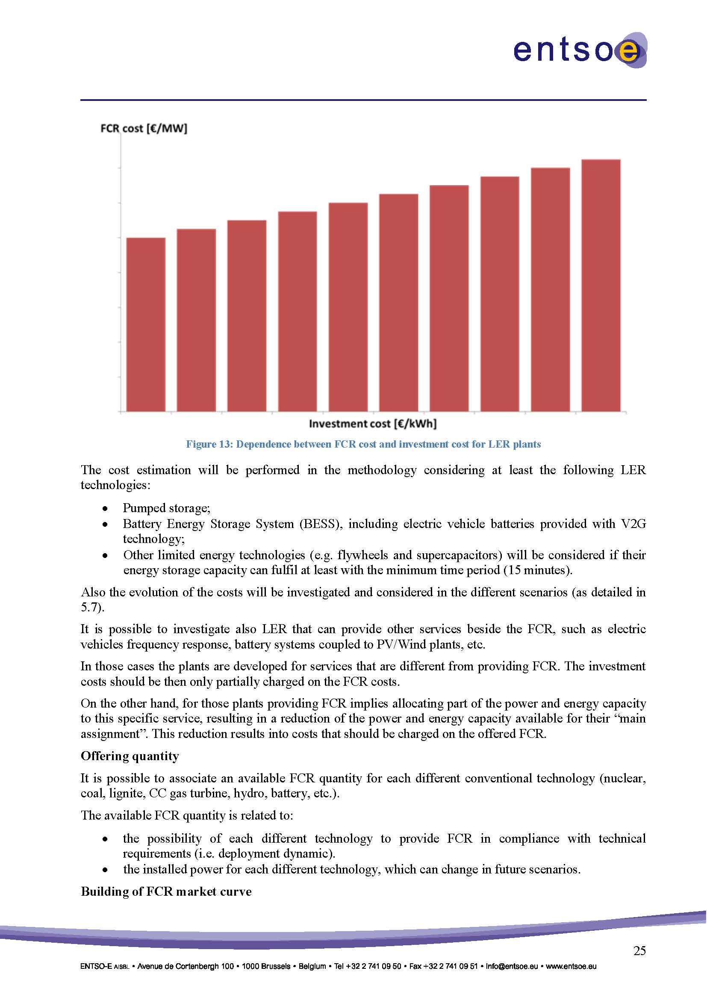 entsoe
FCR cost [€/MW]
Investment cost [€/kWh]
Figure 13: Dependence between FCR cost and investment cost for LER plants
The cost estimation will be performed in the methodology considering at least the following LER
technologies:
• Pumped storage;
• Battery Energy Storage System (BESS), including electric vehicle batteries provided with V2G
technology;
• Other limited energy technologies (e.g. flywheels and supercapacitors) will be considered if their
energy storage capacity can fulfil at least with the minimum time period (15 minutes).
Also the evolution of the costs will be investigated and considered in the different scenarios (as detailed in
5.7).
It is possible to investigate also LER that can provide other services beside the FCR, such as electric
vehicles frequency response, battery systems coupled to PV/Wind plants, etc.
In those cases the plants are developed for services that are different from providing FCR. The investment
costs should be then only partially charged on the FCR costs.
On the other hand, for those plants providing FCR implies allocating part of the power and energy capacity
to this specific service, resulting in a reduction of the power and energy capacity available for their “main
assignment”. This reduction results into costs that should be charged on the offered FCR.
Offering quantity
It is possible to associate an available FCR quantity for each different conventional technology (nuclear,
coal, lignite, CC gas turbine, hydro, battery, etc.).
The available FCR quantity is related to:
• the possibility of each different technology to provide FCR in compliance with technical
requirements (i.e. deployment dynamic).
• the installed power for each different technology, which can change in future scenarios.
Building of FCR market curve
25
ENTSO-E AISBL • Avenue de Cortenbergh 100 • 1000 Brussels • Belgium • Tel +32 2 741 09 50 • Fax +32 2 741 09 51 • info@entsoe.eu • www.entsoe.eu